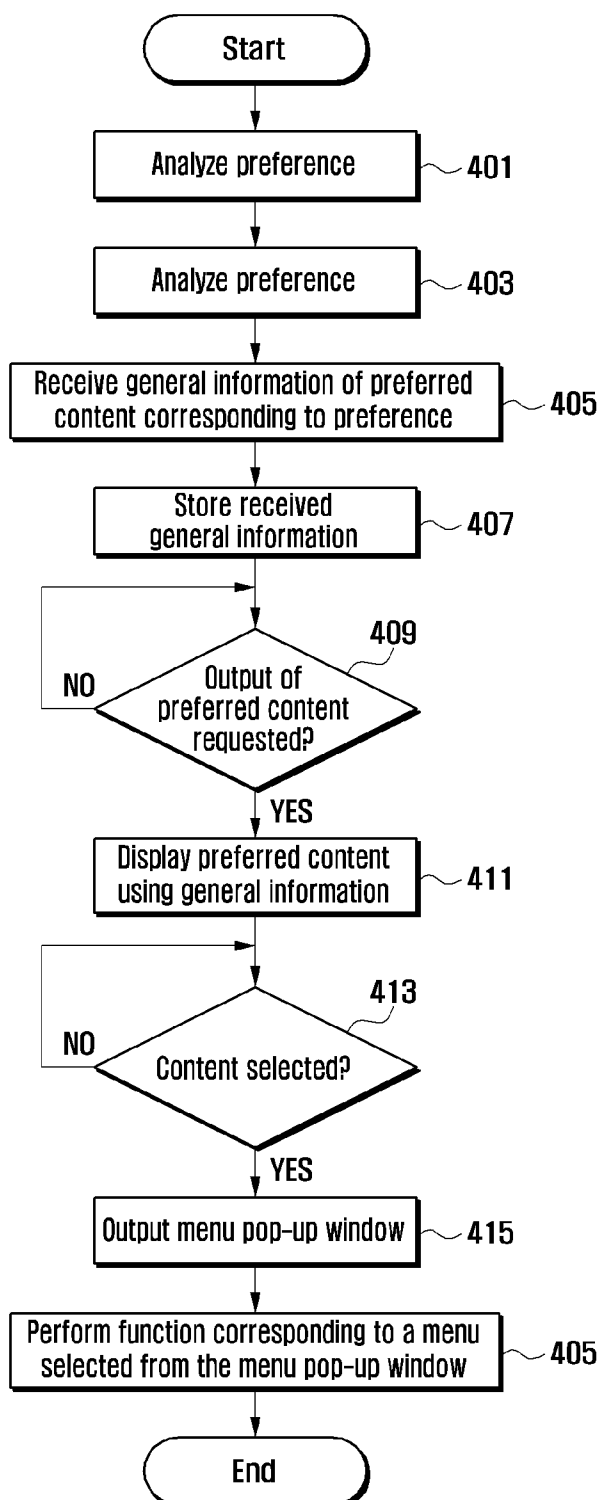 Start
Analyze preference
401
Analyze preference
403
Receive general information of preferred
content corresponding to preference
405
Store received
general information
407
409
Output of
preferred content
requested?
NO
YES
Display preferred content
using general information
411
413
Content selected?
NO
YES
Output menu pop-up window
415
Perform function corresponding to a menu
selected from the menu pop-up window
405
End